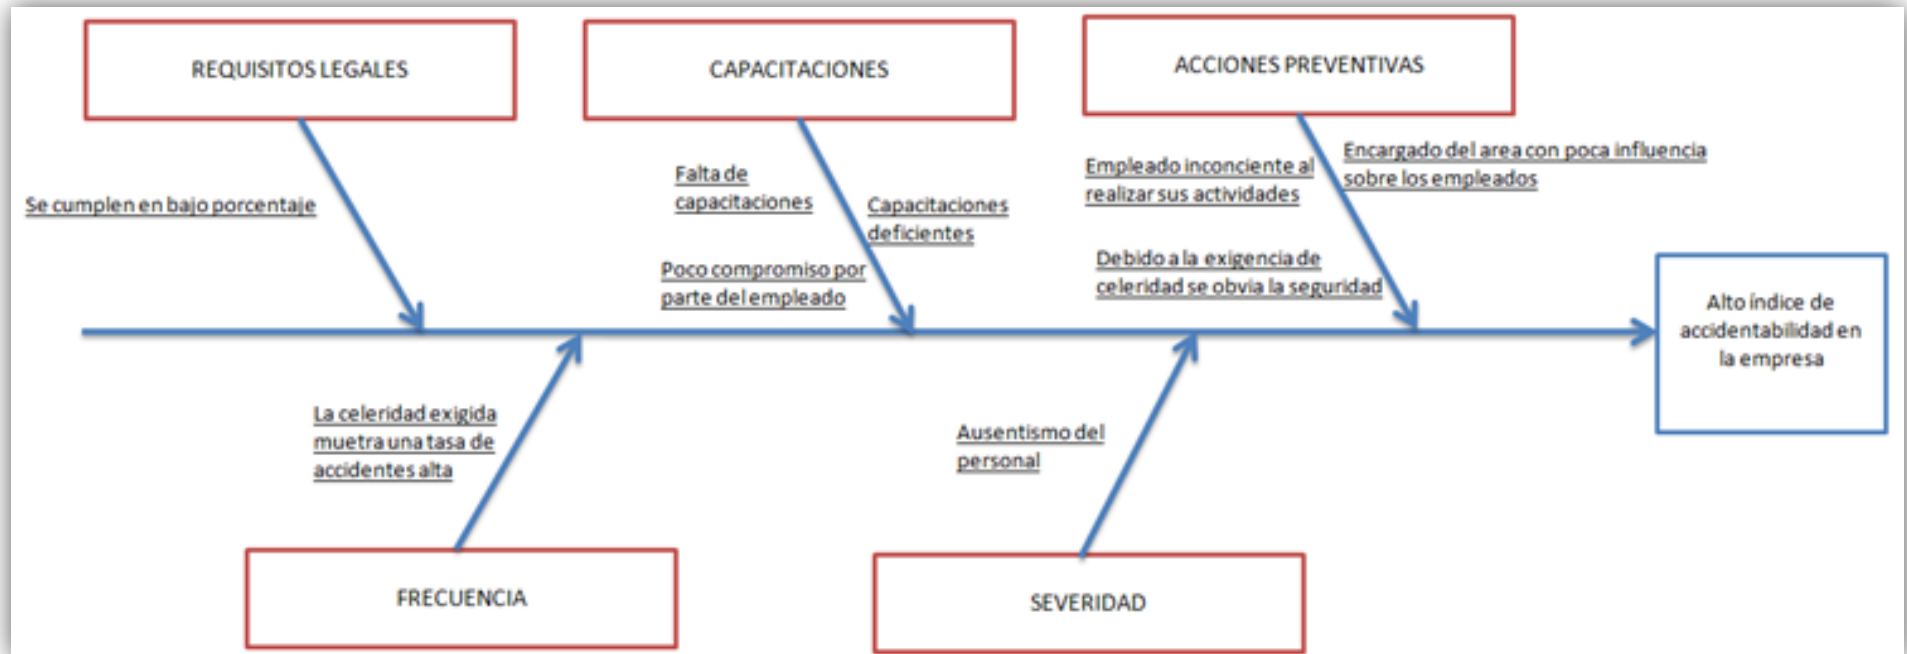 REQUISITOS LEGALES
CAPACITACIONES
ACCIONES PREVENTIVAS
Se cumplen en bajo porcentaje
Falta de
capacitaciones
Capacitaciones
deficientes
Poco compromiso por
parte del empleado
Empleado inconciente al
realizar sus actividades
Encargado del area con poca influencia
sobre los empleados
Debido a la exigencia de
celeridad se obvia la seguridad
Alto índice de
accidentabilidad en
la empresa
La celeridad exigida
muetra una tasa de
accidentes alta
Ausentismo del
personal
FRECUENCIA
SEVERIDAD